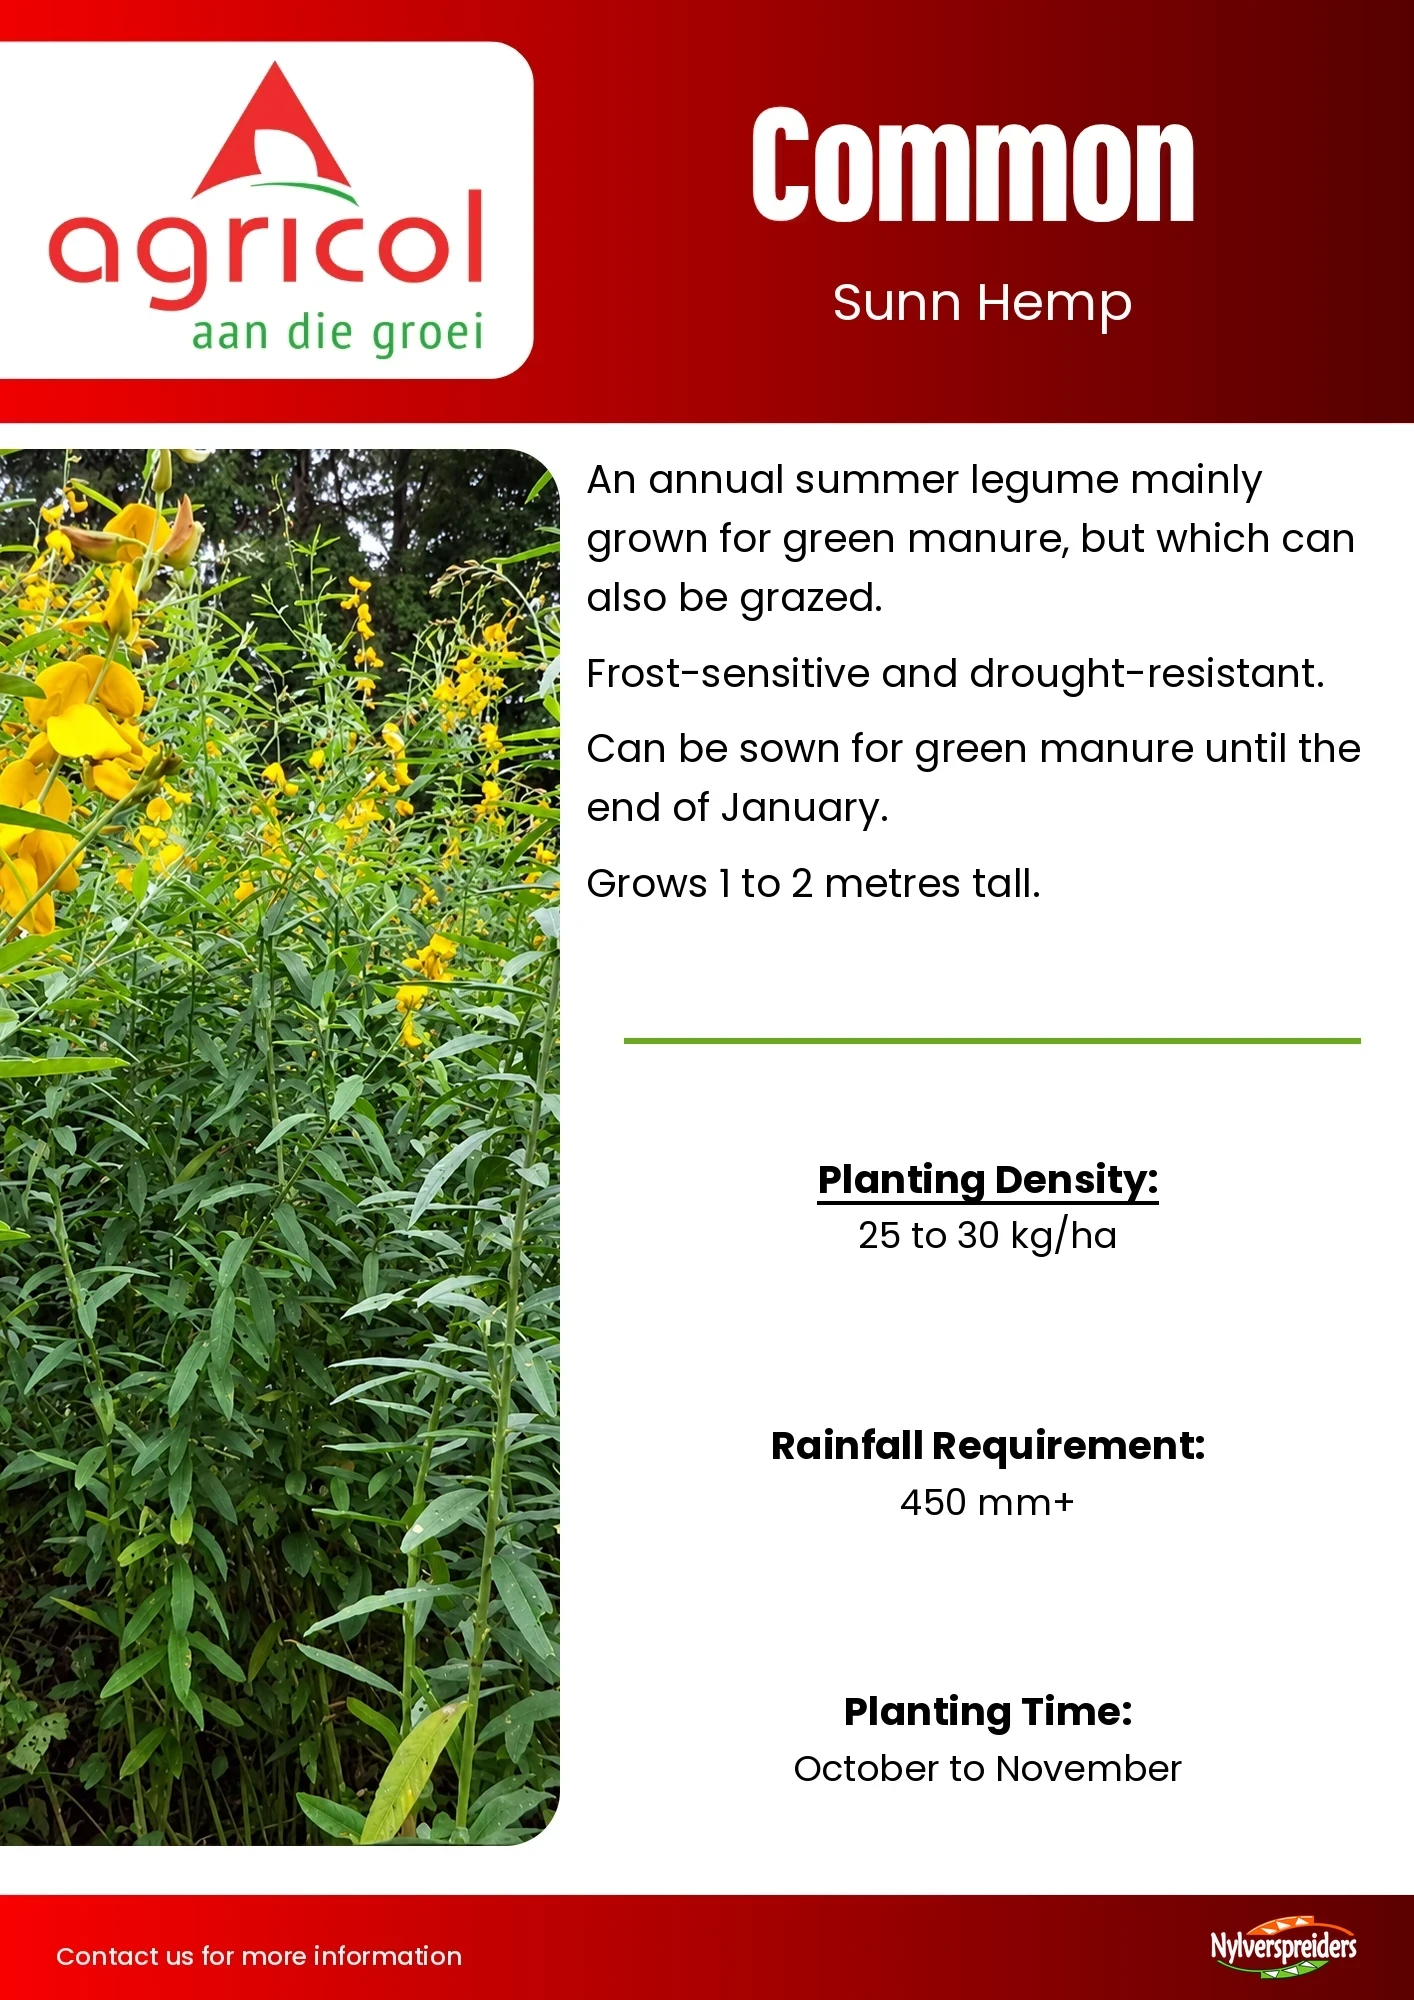 agricol
aan die groei
Common
Sunn Hemp
An annual summer legume mainly
grown for green manure, but which can
also be grazed.
Frost-sensitive and drought-resistant.
Can be sown for green manure until the
end of January.
Grows 1 to 2 metres tall.
Planting Density:
25 to 30 kg/ha
Rainfall Requirement:
450 mm+
Planting Time:
October to November
Contact us for more information
Nylverspreiders